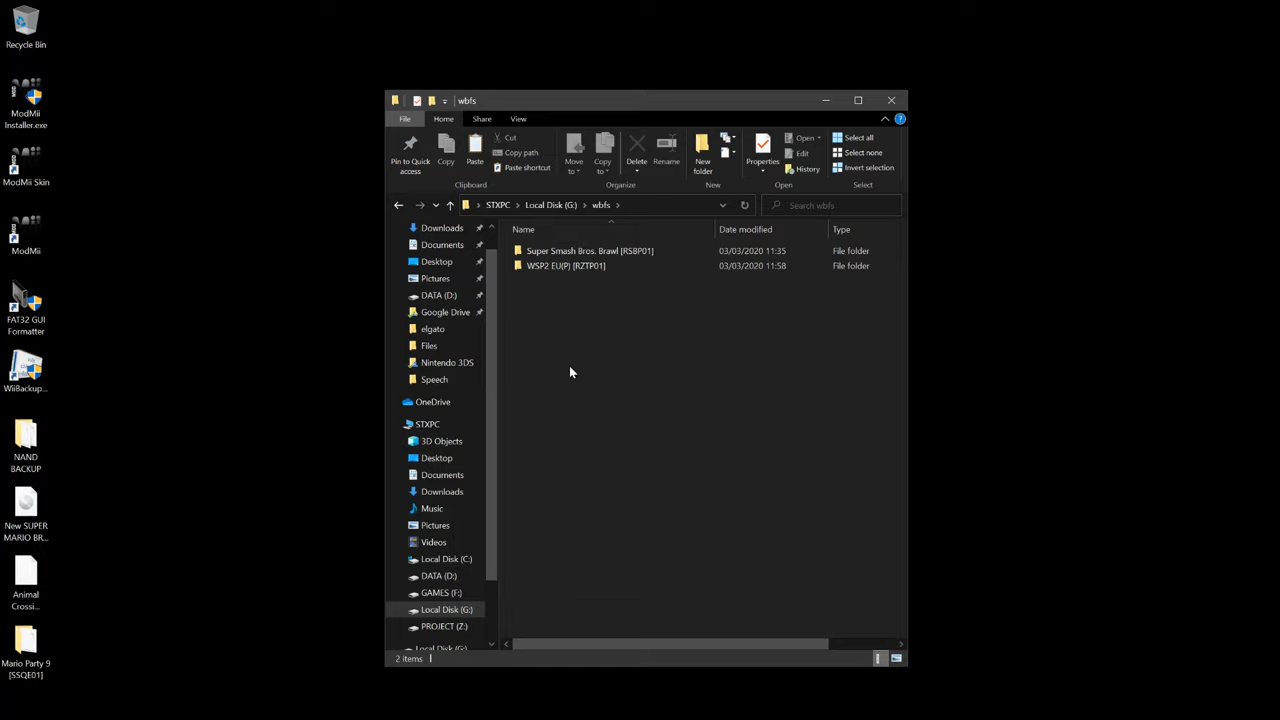 Recycle Bin
ModMii
Installer.exe
ModMii Skin
ModMii
FAT32 GUI
Formatter
WiiBackup...
NAND
BACKUP
New SUPER
MARIO BR...
Animal
Crossi...
Mario Party 9
[SSQE01]
wbfs
File
Home
Share
View
Pin to Quick
access
Copy
Paste
Cut
Copy path
Paste shortcut
Move
to
Copy
to
Delete
Rename
New
folder
Properties
Open
Edit
History
Select all
Select none
Invert selection
Clipboard
Organize
New
Open
Select
STXPC > Local Disk (G:) > wbfs >
Search wbfs
Name
Date modified
Type
Super Smash Bros. Brawl [RSBP01] 03/03/2020 11:35 File folder
WSP2 EU(P) [RZTP01] 03/03/2020 11:58 File folder
Downloads
Documents
Desktop
Pictures
DATA (D:)
Google Drive
elgato
Files
Nintendo 3DS
Speech
OneDrive
STXPC
3D Objects
Desktop
Documents
Downloads
Music
Pictures
Videos
Local Disk (C:)
DATA (D:)
GAMES (F:)
Local Disk (G:)
PROJECT (Z:)
Local Disk (G:)
2 items